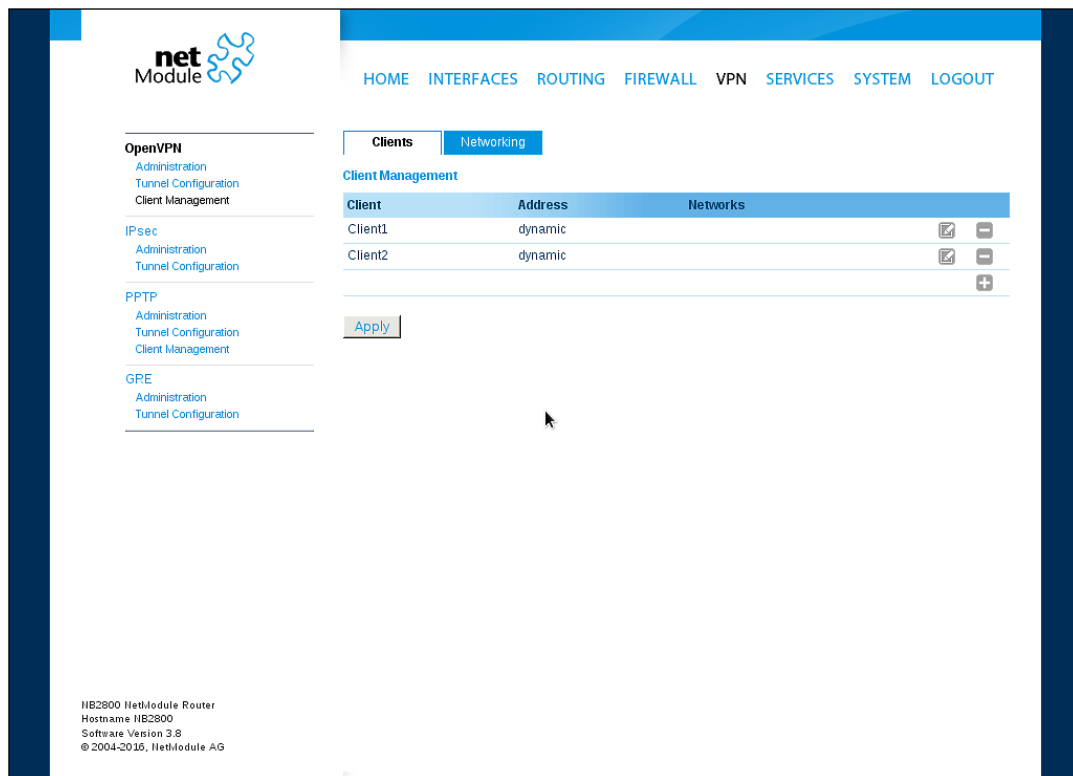 net
Module
HOME INTERFACES ROUTING FIREWALL VPN SERVICES SYSTEM LOGOUT
OpenVPN
Administration
Tunnel Configuration
Client Management
IPsec
Administration
Tunnel Configuration
PPTP
Administration
Tunnel Configuration
Client Management
GRE
Administration
Tunnel Configuration
Clients Networking
Client Management
Client Address Networks
Client1 dynamic
Client2 dynamic
Apply
NB2800 NetModule Router
Hostname NB2800
Software Version 3.8
© 2004-2016, NetModule AG